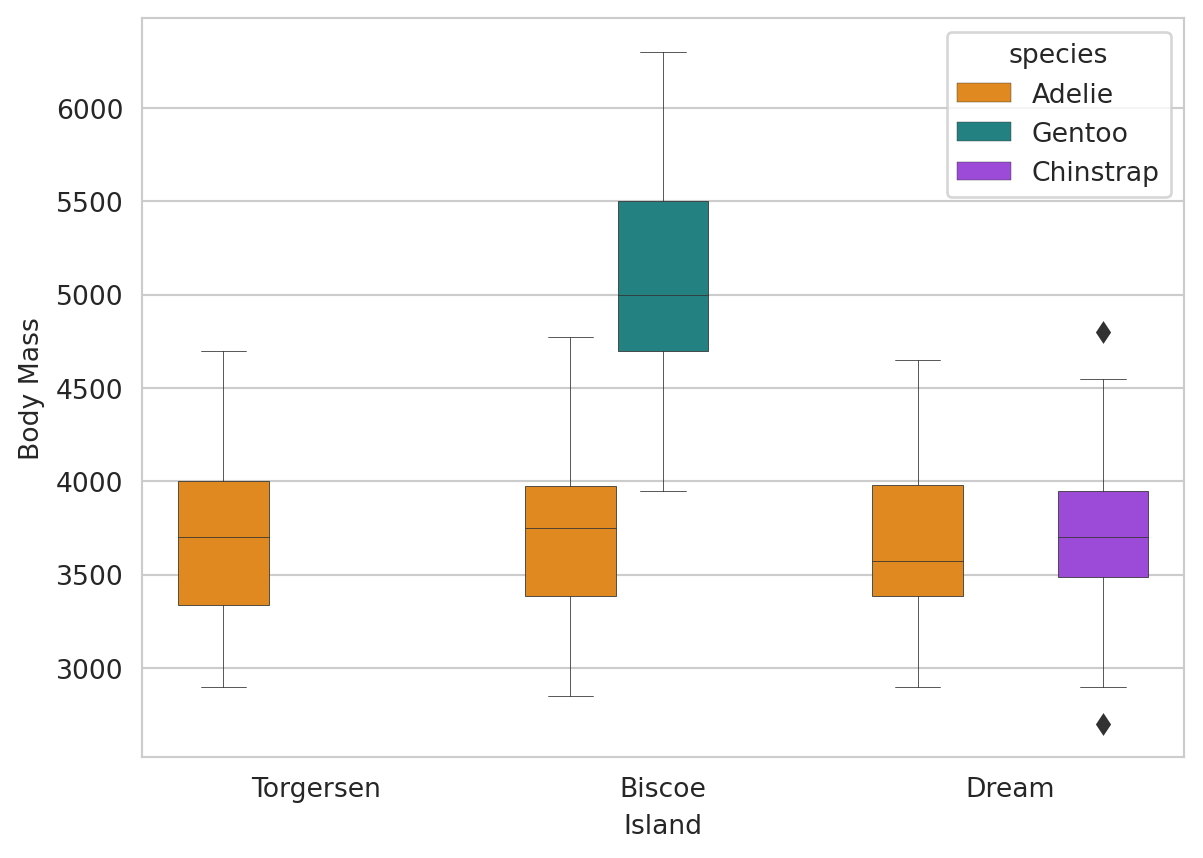 species
Adelie
Gentoo
Chinstrap
6000
5500
5000
4500
4000
3500
3000
Body Mass
Torgersen Biscoe Dream
Island